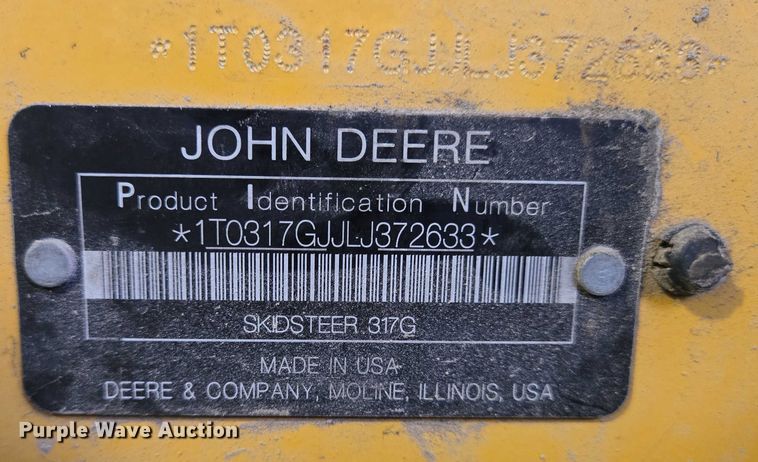 *1T0317GJJLJ372633*
JOHN DEERE
Product Identification Number
*1T0317GJJLJ372633*
SKIDSTEER 317G
MADE IN USA
DEERE & COMPANY, MOLINE, ILLINOIS, USA
Purple Wave Auction